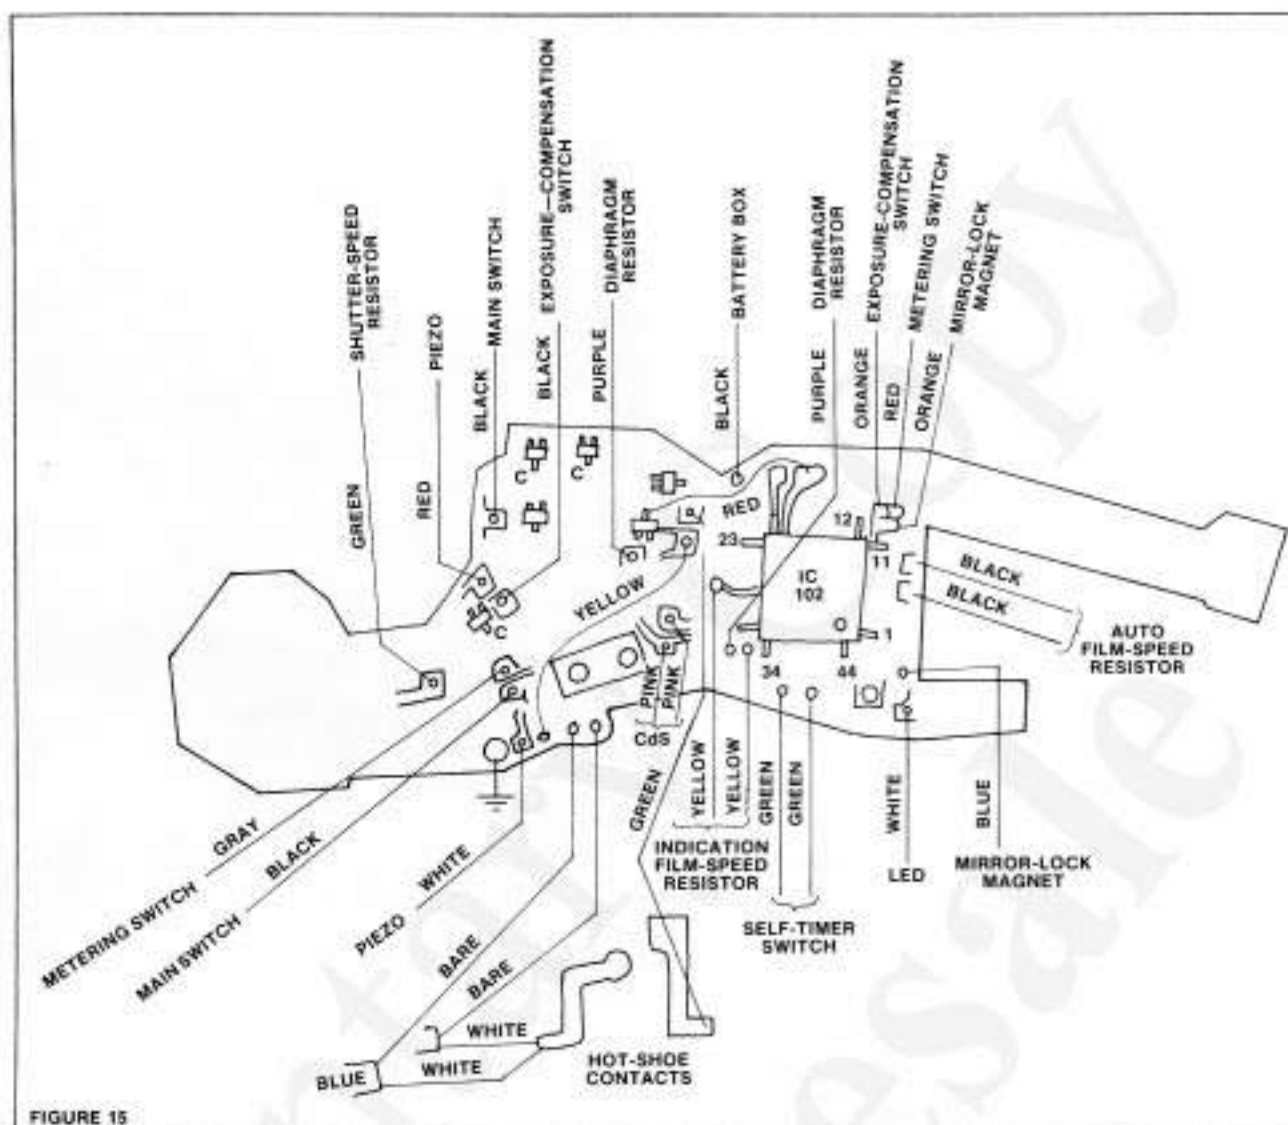 SHUTTER-SPEED
RESISTOR
PIEZO
MAIN SWITCH
EXPOSURE—COMPENSATION
SWITCH
DIAPHRAGM
RESISTOR
BATTERY BOX
DIAPHRAGM
RESISTOR
EXPOSURE-COMPENSATION
SWITCH
METERING SWITCH
MIRROR-LOCK
MAGNET
GREEN
RED
BLACK
BLACK
PURPLE
BLACK
PURPLE
ORANGE
RED
ORANGE
C
C
C
RED
YELLOW
23
12
11
IC
102
1
34
44
BLACK
BLACK
AUTO
FILM-SPEED
RESISTOR
PINK
PINK
CdS
GREEN
YELLOW
YELLOW
INDICATION
FILM-SPEED
RESISTOR
GREEN
GREEN
SELF-TIMER
SWITCH
WHITE
LED
BLUE
MIRROR-LOCK
MAGNET
GRAY
METERING SWITCH
BLACK
MAIN SWITCH
WHITE
PIEZO
BARE
BARE
WHITE
WHITE
BLUE
HOT-SHOE
CONTACTS
FIGURE 15